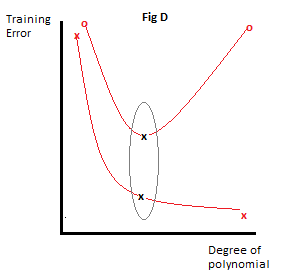 Fig D
Training
Error
o
x
o
x
x
x
Degree of
polynomial